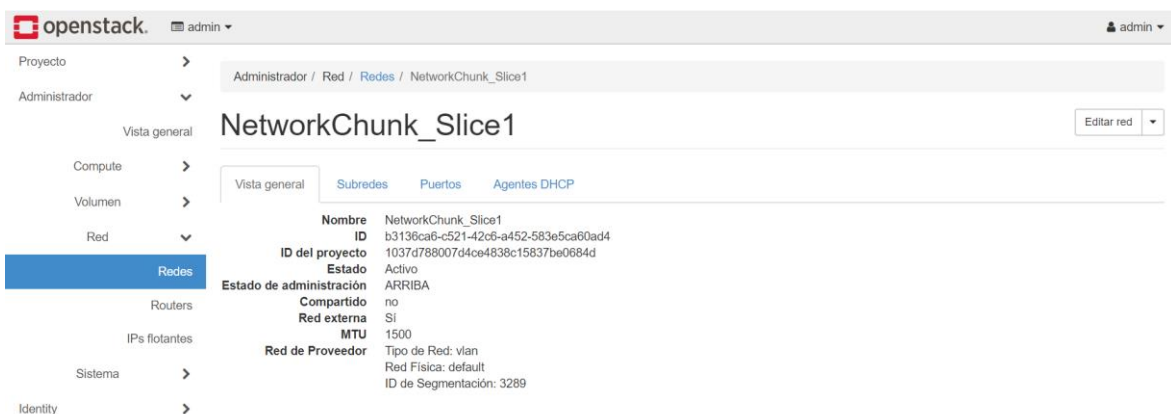 openstack. admin admin
Proyecto
Administrador
Vista general
Compute
Volumen
Red
Redes
Routers
IPs flotantes
Sistema
Identity
Administrador / Red / Redes / NetworkChunk_Slice1
NetworkChunk_Slice1
Editar red
Vista general Subredes Puertos Agentes DHCP
Nombre NetworkChunk_Slice1
ID b3136ca6-c521-42c6-a452-583e5ca60ad4
ID del proyecto 1037d788007d4ce4838c15837be0684d
Estado Activo
Estado de administración ARRIBA
Compartido no
Red externa Sí
MTU 1500
Red de Proveedor Tipo de Red: vlan
Red Física: default
ID de Segmentación: 3289